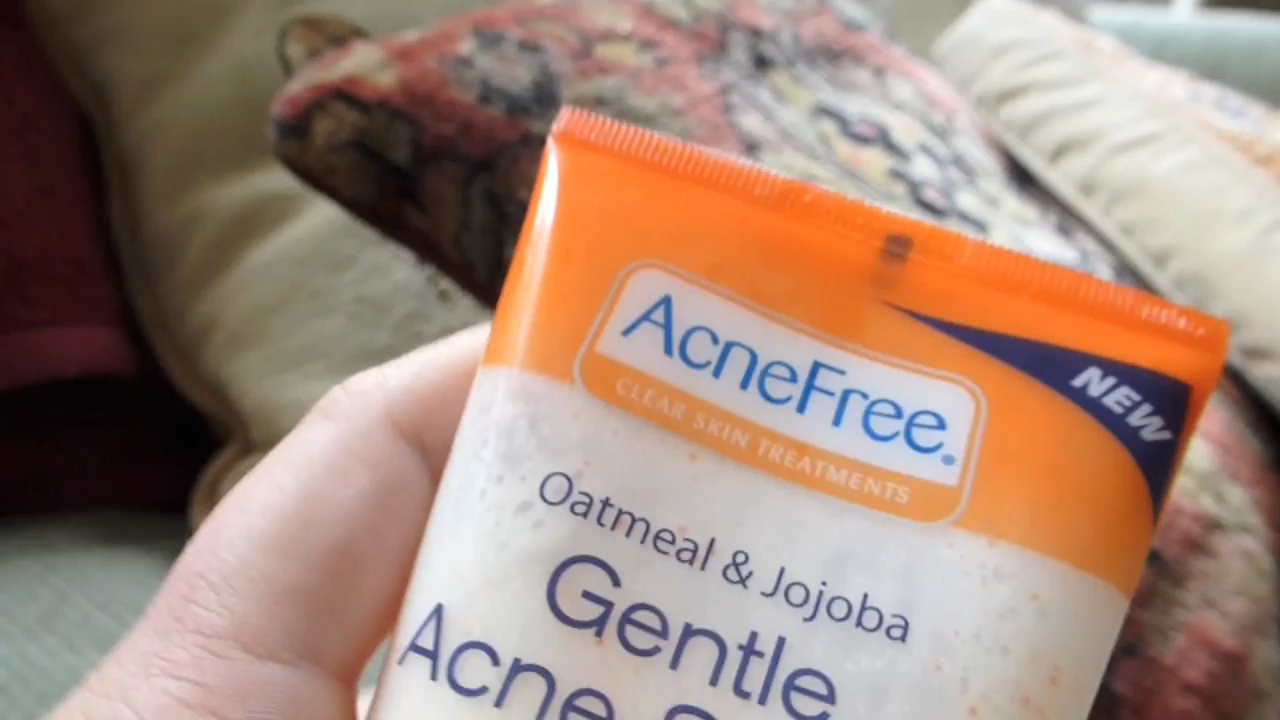 AcneFree
CLEAR SKIN TREATMENTS
NEW
Oatmeal & Jojoba
Gentle
Acne